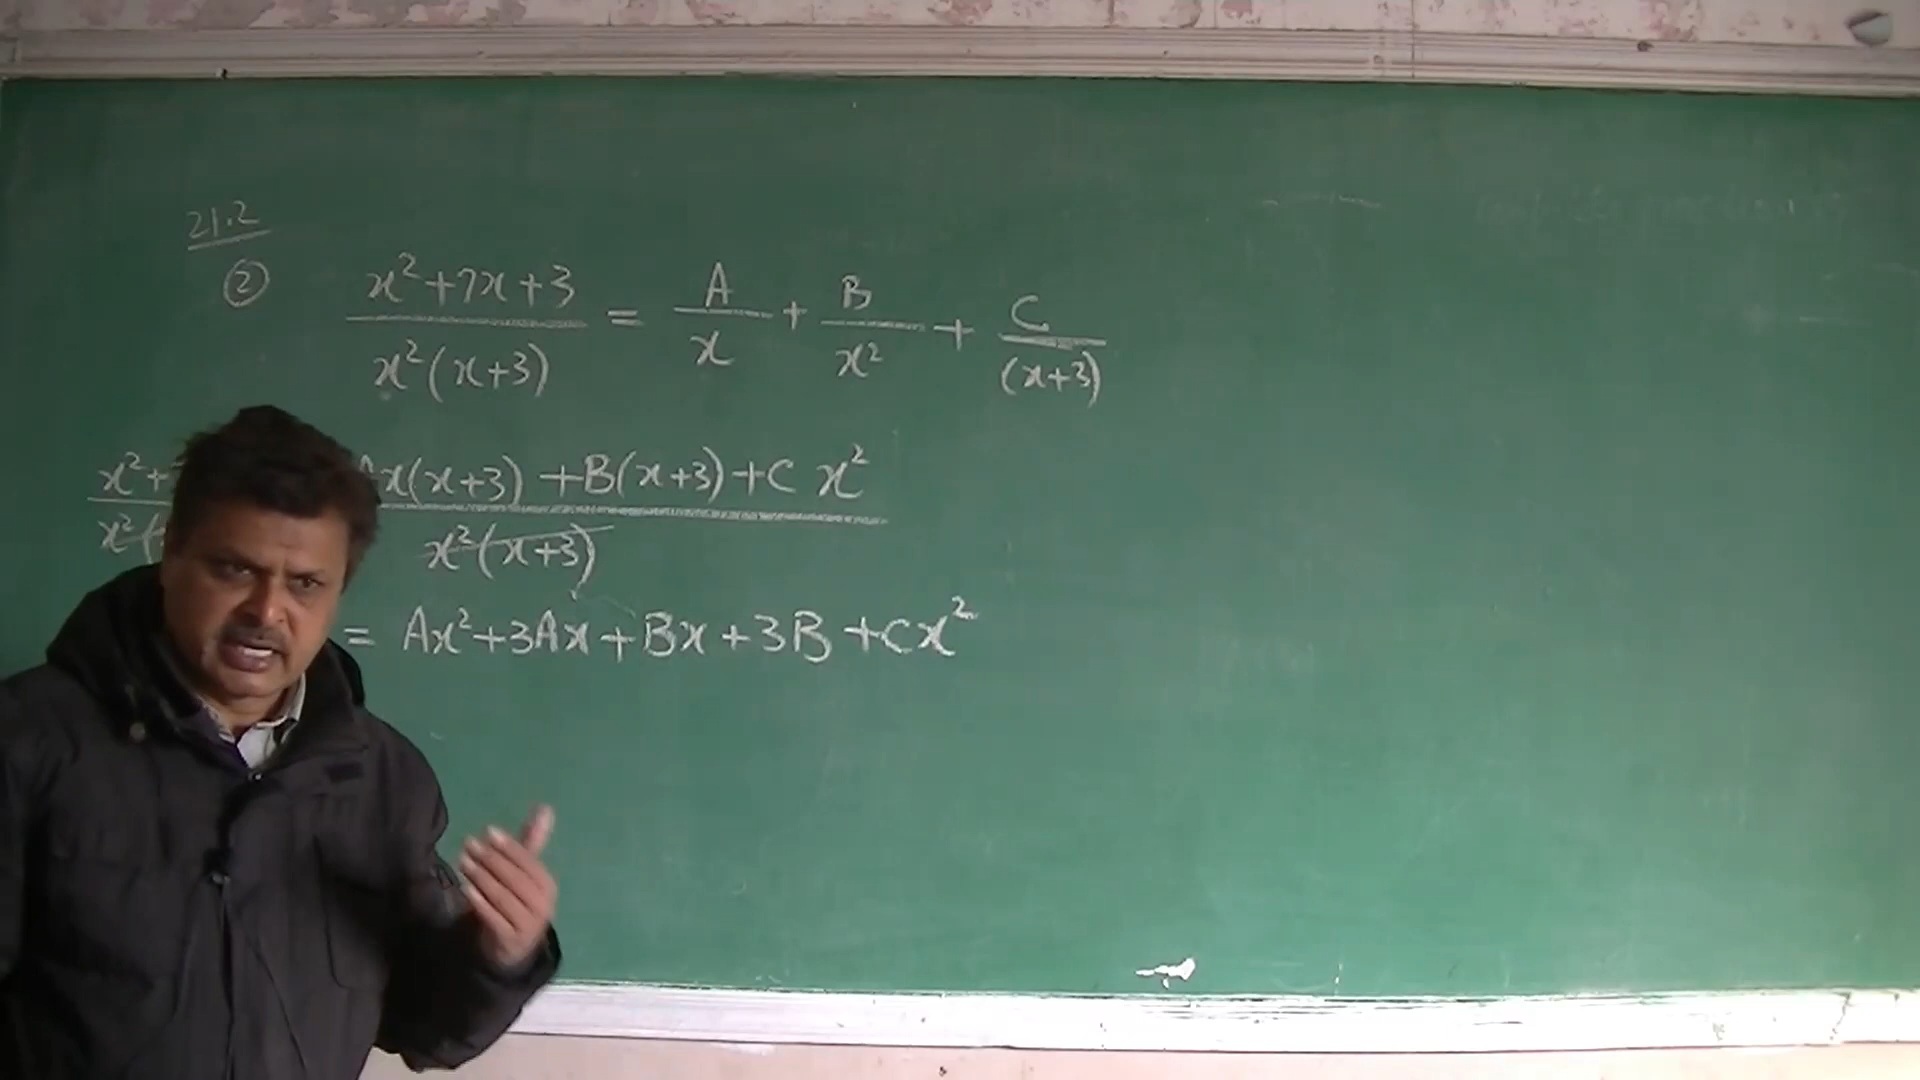 21.2
② x²+7x+3 / x²(x+3) = A/x + B/x² + C/(x+3)
x²+ / x²( x(x+3) + B(x+3) + C x² / x²(x+3)
= Ax² + 3Ax + Bx + 3B + Cx²